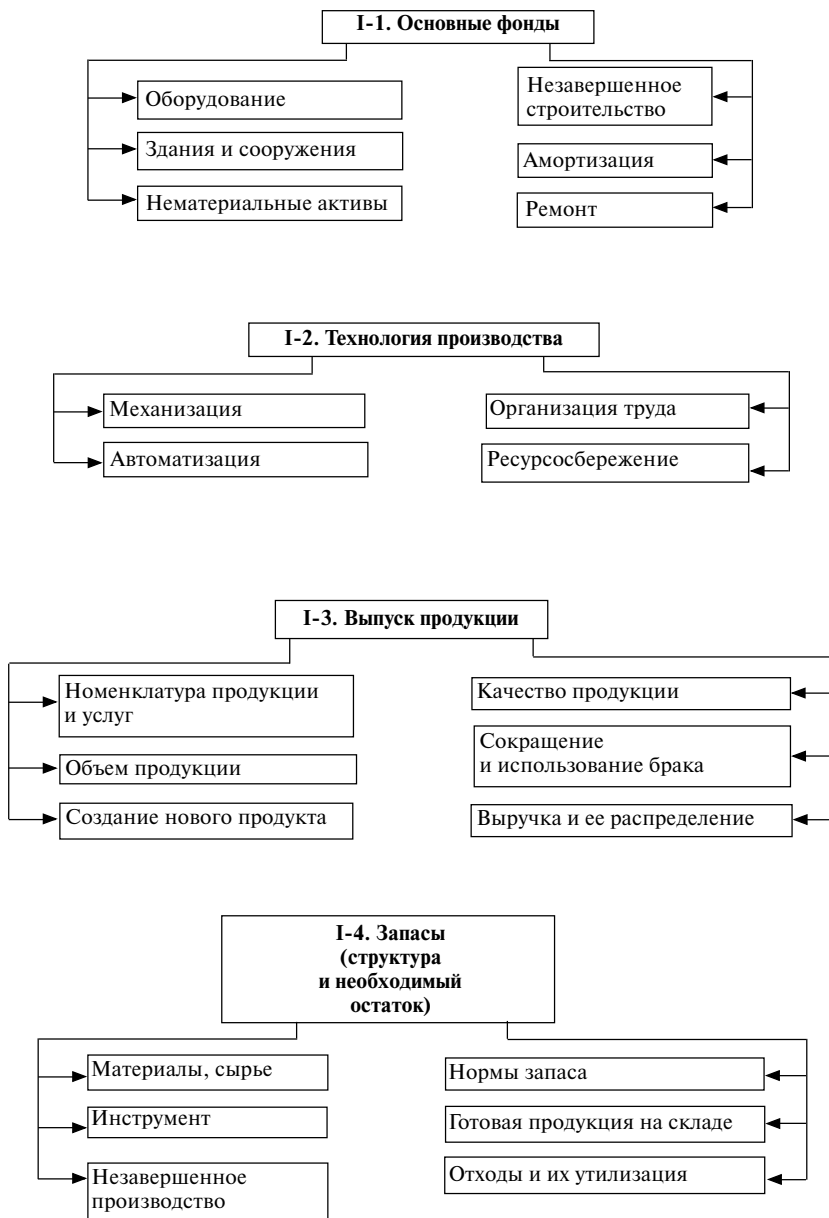 I-1. Основные фонды
Оборудование
Здания и сооружения
Нематериальные активы
Незавершенное
строительство
Амортизация
Ремонт
I-2. Технология производства
Механизация
Автоматизация
Организация труда
Ресурсосбережение
I-3. Выпуск продукции
Номенклатура продукции
и услуг
Объем продукции
Создание нового продукта
Качество продукции
Сокращение
и использование брака
Выручка и ее распределение
I-4. Запасы
(структура
и необходимый
остаток)
Материалы, сырье
Инструмент
Незавершенное
производство
Нормы запаса
Готовая продукция на складе
Отходы и их утилизация